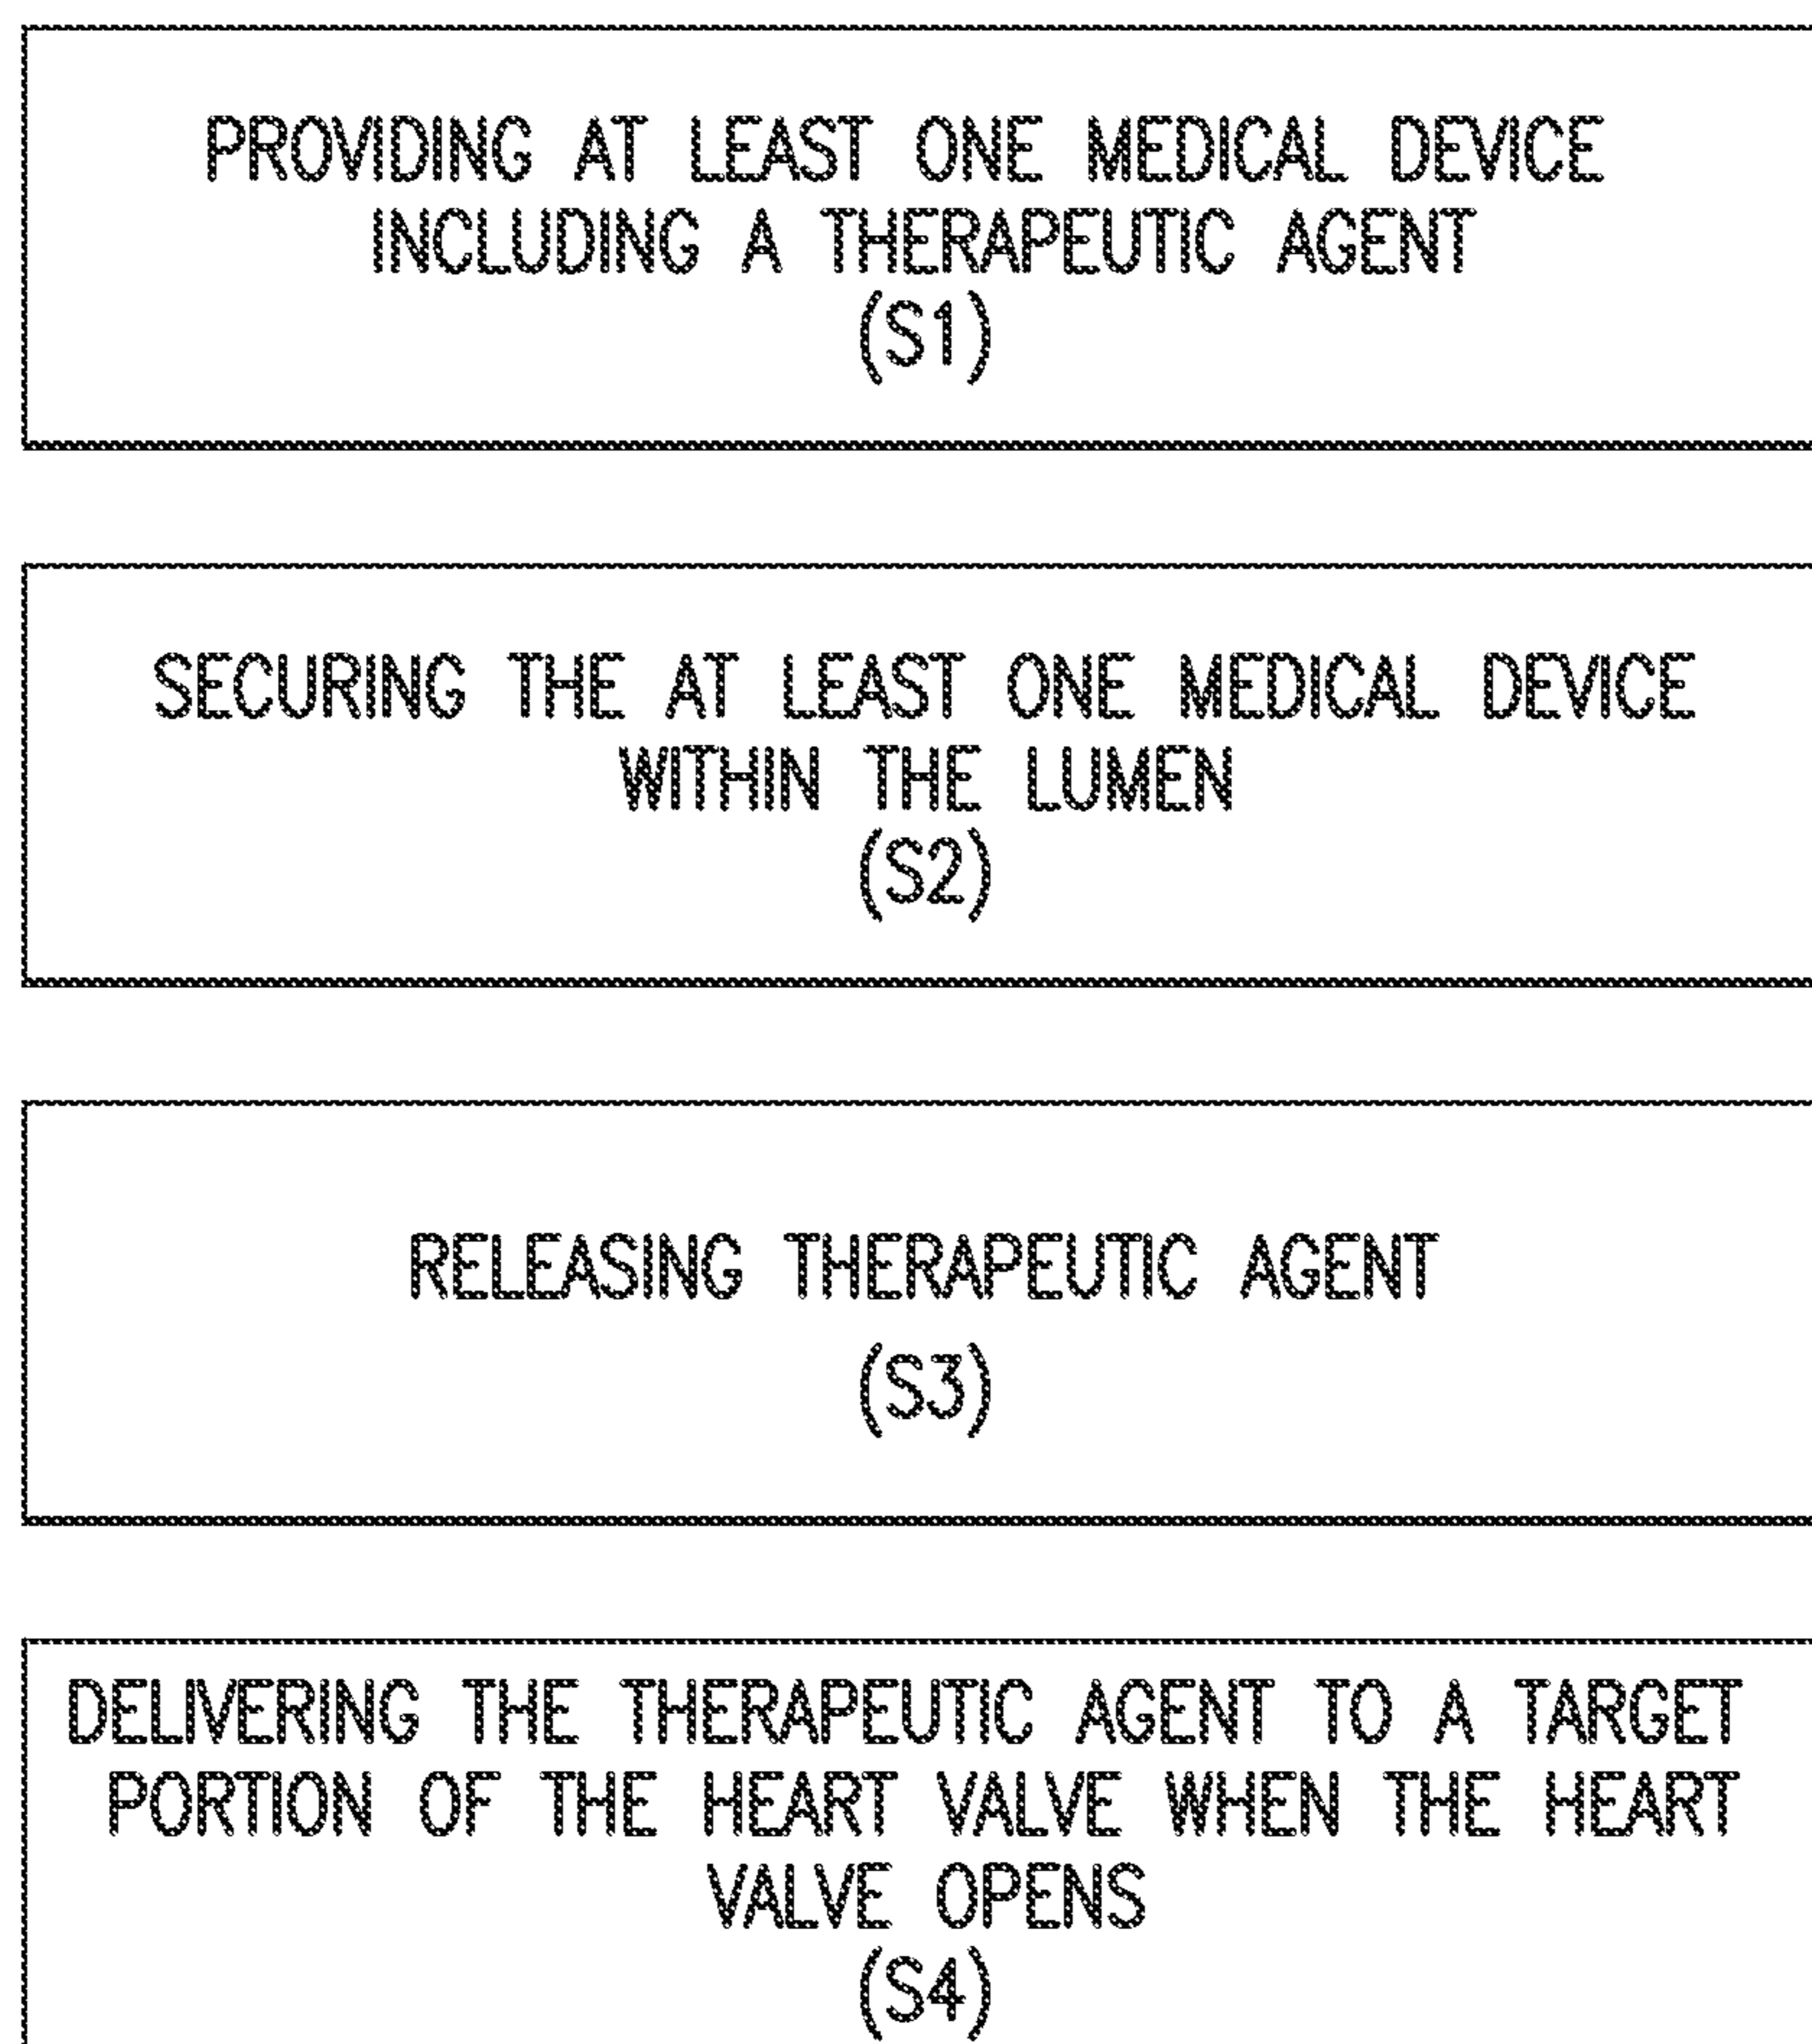 PROVIDING AT LEAST ONE MEDICAL DEVICE
INCLUDING A THERAPEUTIC AGENT
(S1)
SECURING THE AT LEAST ONE MEDICAL DEVICE
WITHIN THE LUMEN
(S2)
RELEASING THERAPEUTIC AGENT
(S3)
DELIVERING THE THERAPEUTIC AGENT TO A TARGET
PORTION OF THE HEART VALVE WHEN THE HEART
VALVE OPENS
(S4)